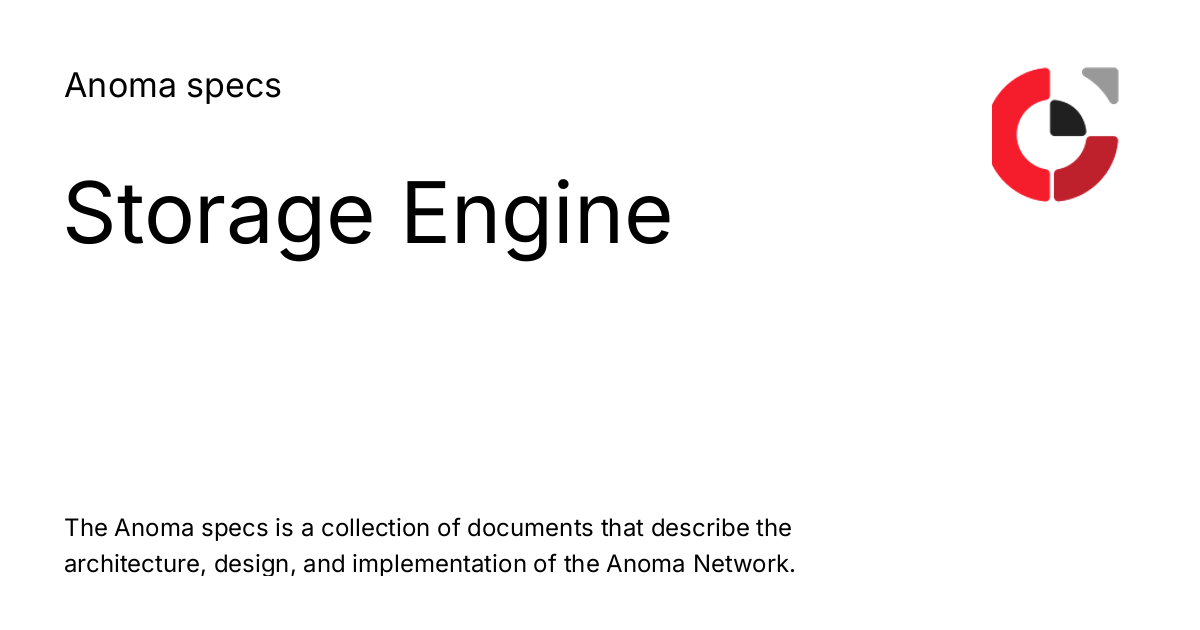 Anoma specs
Storage Engine
The Anoma specs is a collection of documents that describe the
architecture, design, and implementation of the Anoma Network.